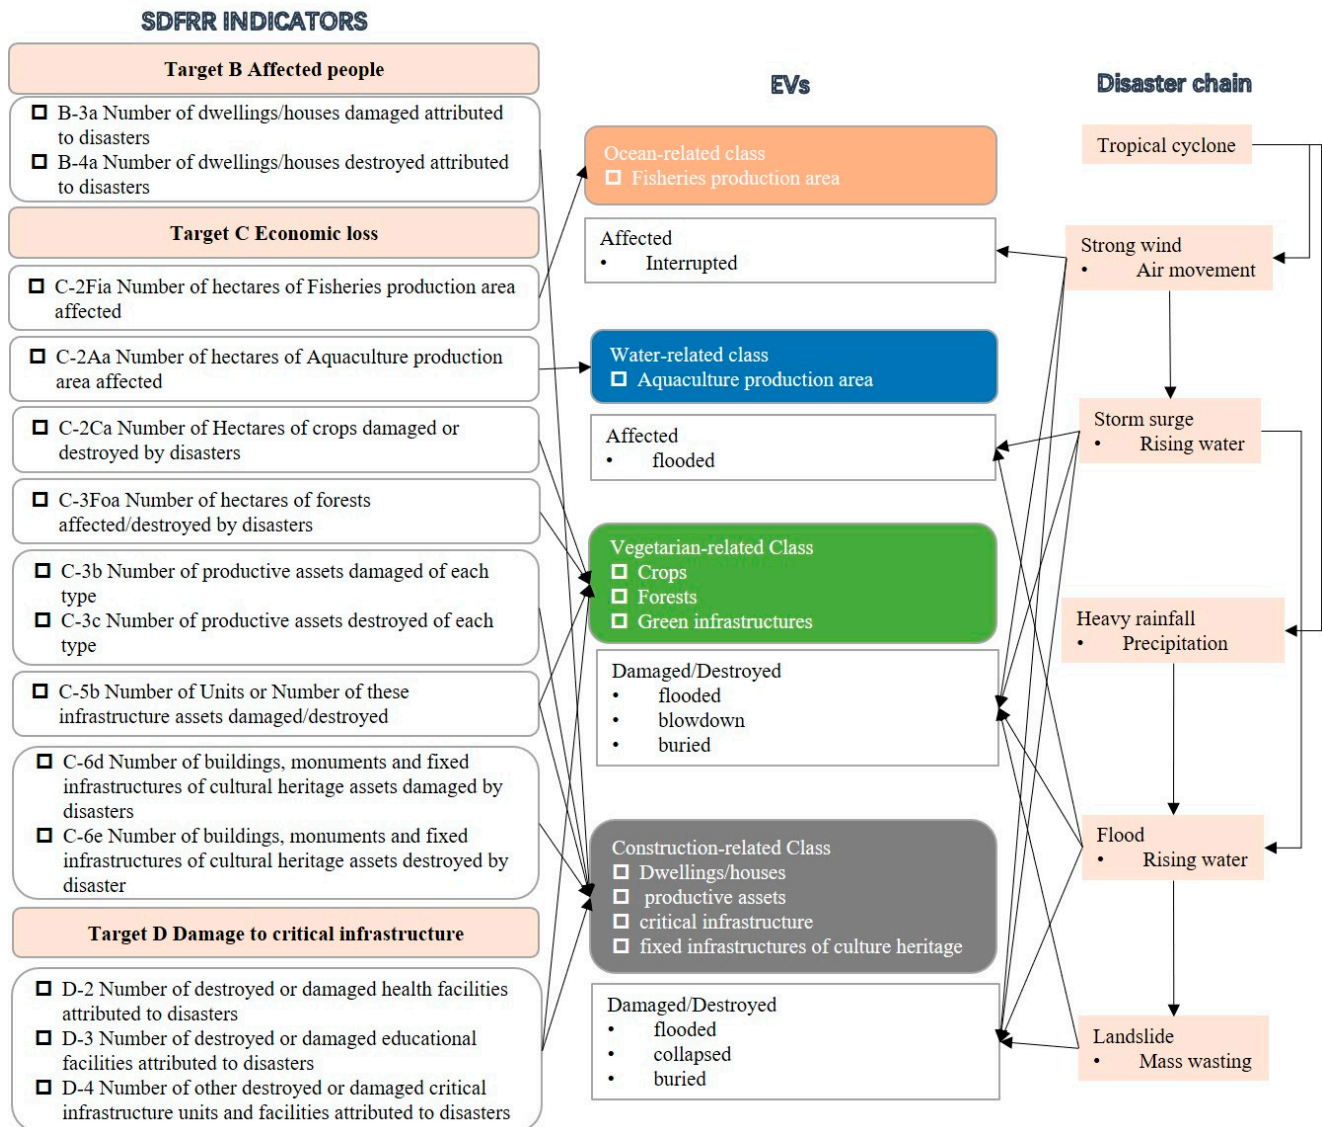 SDFRR INDICATORS
Target B Affected people
B-3a Number of dwellings/houses damaged attributed
to disasters
B-4a Number of dwellings/houses destroyed attributed
to disasters
Target C Economic loss
C-2Fia Number of hectares of Fisheries production area
affected
C-2Aa Number of hectares of Aquaculture production
area affected
C-2Ca Number of Hectares of crops damaged or
destroyed by disasters
C-3Foa Number of hectares of forests
affected/destroyed by disasters
C-3b Number of productive assets damaged of each
type
C-3c Number of productive assets destroyed of each
type
C-5b Number of Units or Number of these
infrastructure assets damaged/destroyed
C-6d Number of buildings, monuments and fixed
infrastructures of cultural heritage assets damaged by
disasters
C-6e Number of buildings, monuments and fixed
infrastructures of cultural heritage assets destroyed by
disaster
Target D Damage to critical infrastructure
D-2 Number of destroyed or damaged health facilities
attributed to disasters
D-3 Number of destroyed or damaged educational
facilities attributed to disasters
D-4 Number of other destroyed or damaged critical
infrastructure units and facilities attributed to disasters
EVs
Ocean-related class
Fisheries production area
Affected
• Interrupted
Water-related class
Aquaculture production area
Affected
• flooded
Vegetarian-related Class
Crops
Forests
Green infrastructures
Damaged/Destroyed
• flooded
• blowdown
• buried
Construction-related Class
Dwellings/houses
productive assets
critical infrastructure
fixed infrastructures of culture heritage
Damaged/Destroyed
• flooded
• collapsed
• buried
Disaster chain
Tropical cyclone
Strong wind
• Air movement
Storm surge
• Rising water
Heavy rainfall
• Precipitation
Flood
• Rising water
Landslide
• Mass wasting